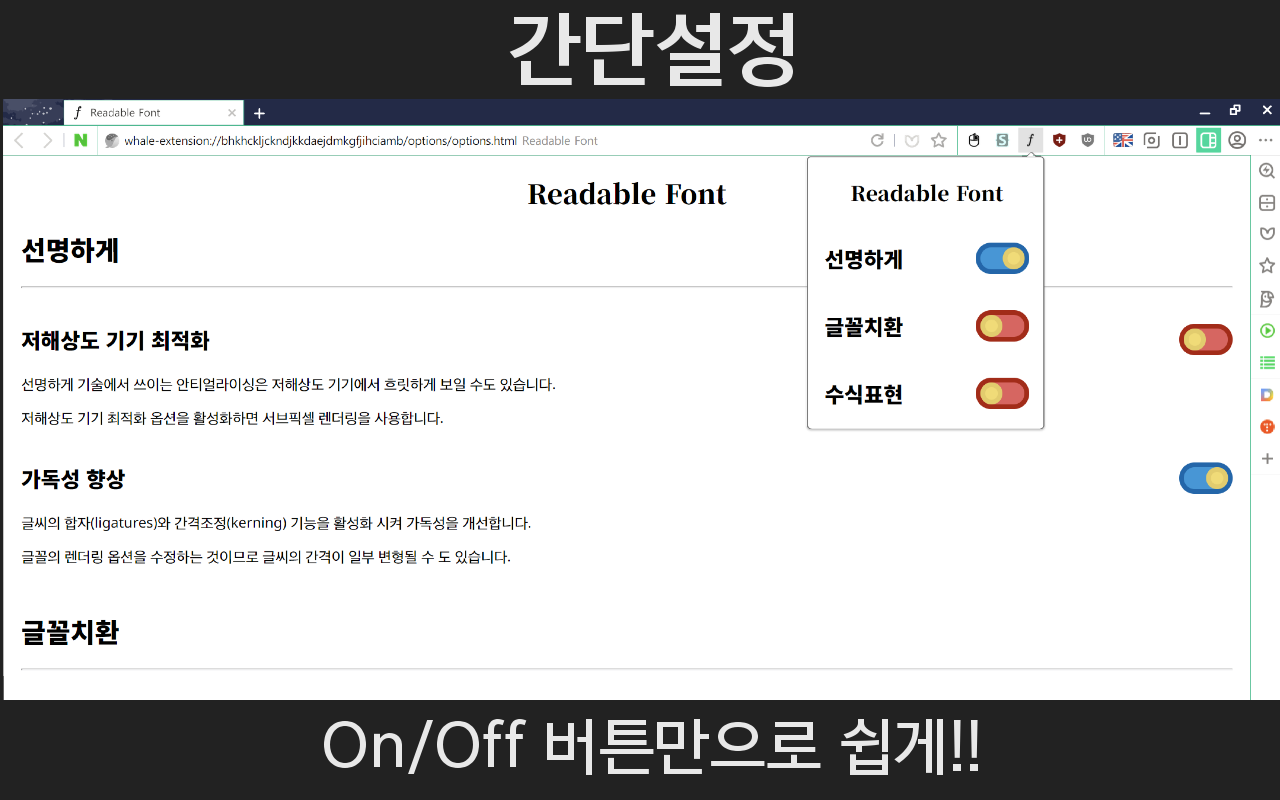 간단설정
Readable Font
whale-extension://bhkhckljckndjkkdaejdmkgfjihciamb/options/options.html Readable Font
Readable Font
선명하게
저해상도 기기 최적화
선명하게 기술에서 쓰이는 안티얼라이싱은 저해상도 기기에서 흐릿하게 보일 수도 있습니다.
저해상도 기기 최적화 옵션을 활성화하면 서브픽셀 렌더링을 사용합니다.
가독성 향상
글씨의 합자(ligatures)와 간격조정(kerning) 기능을 활성화 시켜 가독성을 개선합니다.
글꼴의 렌더링 옵션을 수정하는 것이므로 글씨의 간격이 일부 변형될 수 도 있습니다.
글꼴치환
Readable Font
선명하게
글꼴치환
수식표현
On/Off 버튼만으로 쉽게!!